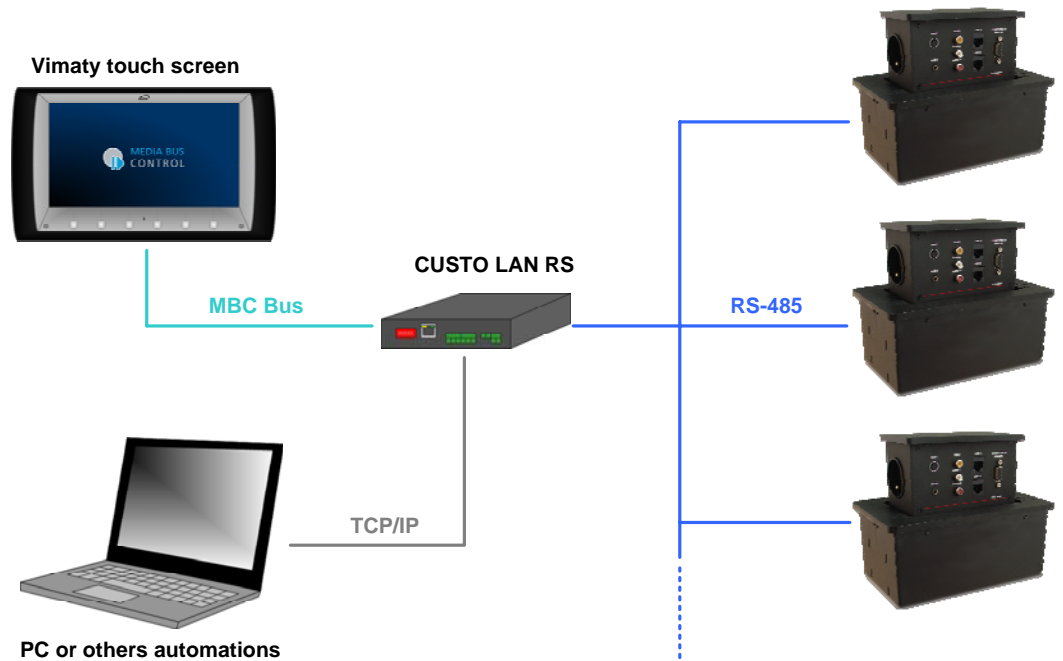 Vimaty touch screen
MEDIA BUS
CONTROL
CUSTO LAN RS
MBC Bus
RS-485
TCP/IP
PC or others automations